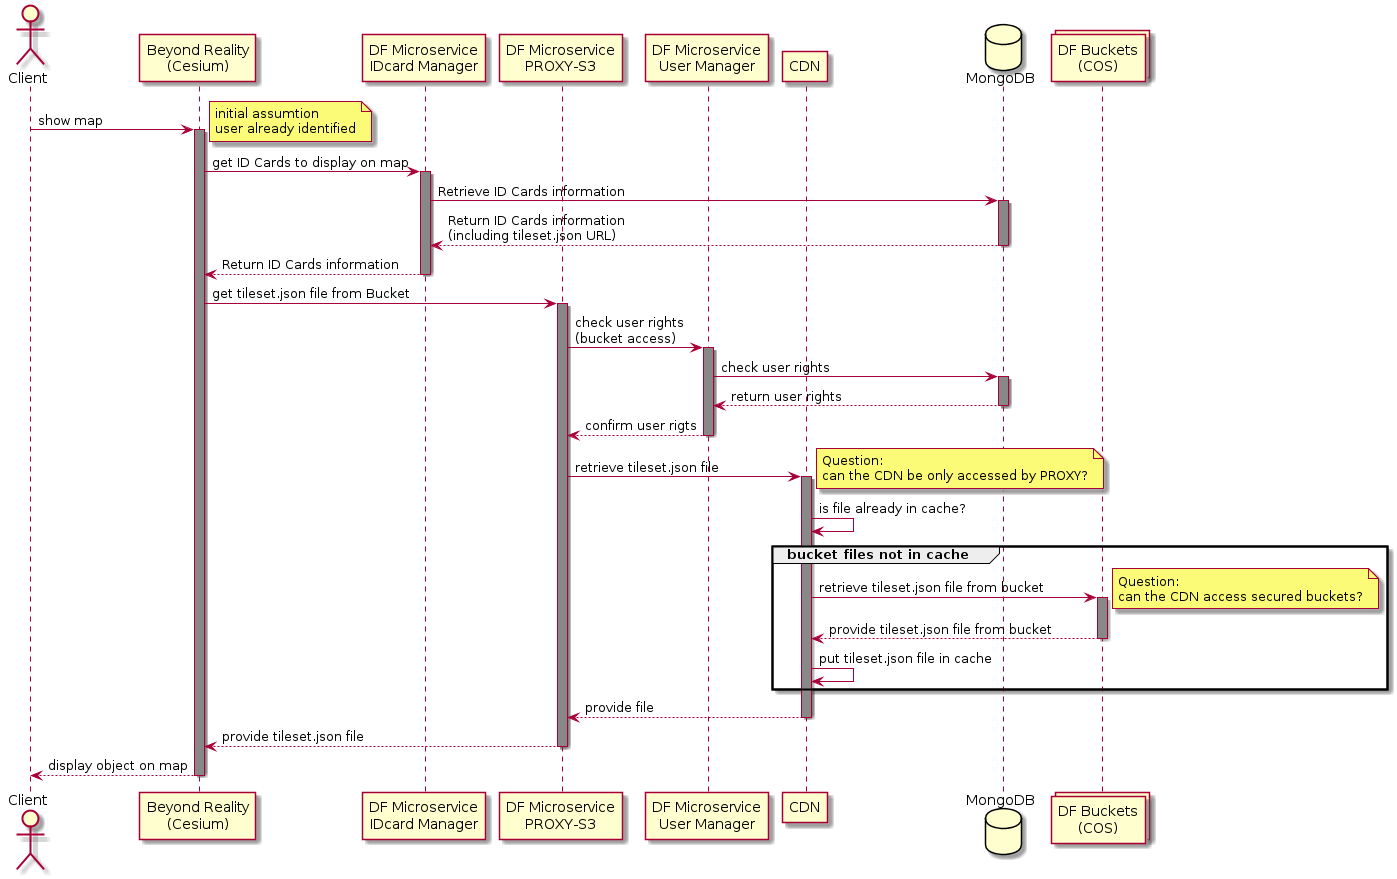 Client
Beyond Reality
(Cesium)
DF Microservice
IDcard Manager
DF Microservice
PROXY-S3
DF Microservice
User Manager
CDN
MongoDB
DF Buckets
(COS)
initial assumtion
user already identified
show map
get ID Cards to display on map
Retrieve ID Cards information
Return ID Cards information
(including tileset.json URL)
Return ID Cards information
get tileset.json file from Bucket
check user rights
(bucket access)
check user rights
return user rights
confirm user rigts
Question:
can the CDN be only accessed by PROXY?
retrieve tileset.json file
is file already in cache?
bucket files not in cache
Question:
can the CDN access secured buckets?
retrieve tileset.json file from bucket
provide tileset.json file from bucket
put tileset.json file in cache
provide file
provide tileset.json file
display object on map
Client
Beyond Reality
(Cesium)
DF Microservice
IDcard Manager
DF Microservice
PROXY-S3
DF Microservice
User Manager
CDN
MongoDB
DF Buckets
(COS)